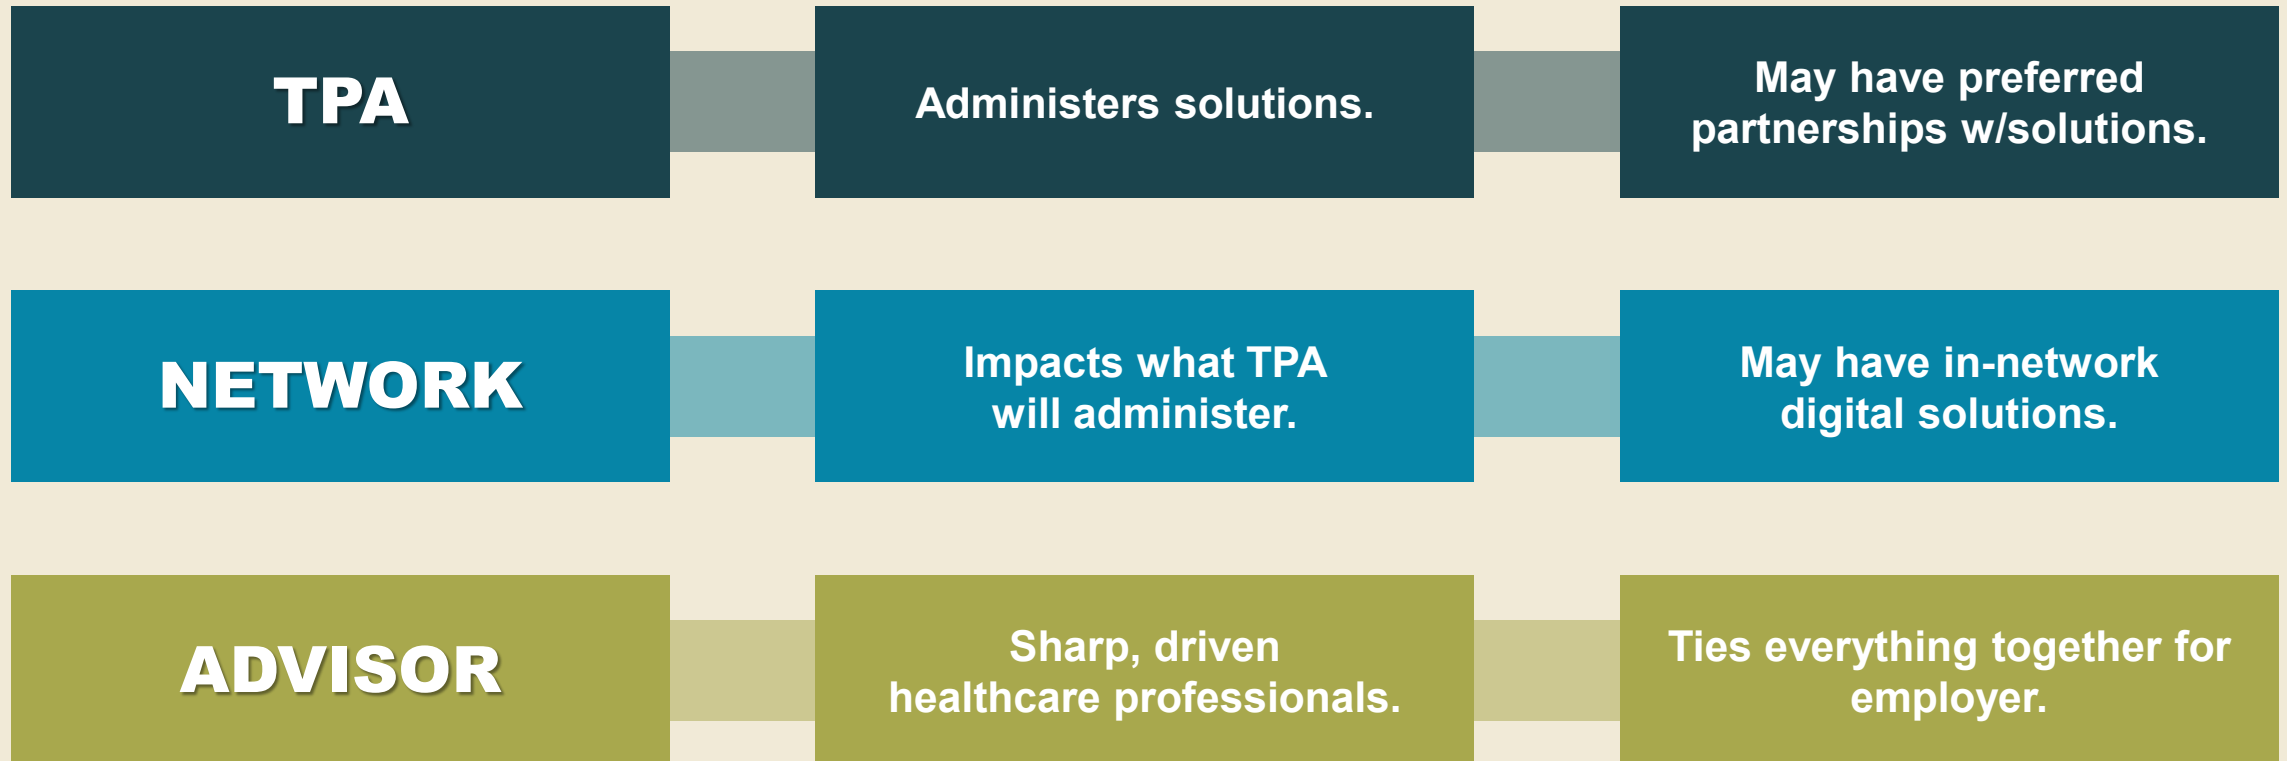 TPA
Administers solutions.
May have preferred
partnerships w/solutions.
NETWORK
Impacts what TPA
will administer.
May have in-network
digital solutions.
ADVISOR
Sharp, driven
healthcare professionals.
Ties everything together for
employer.